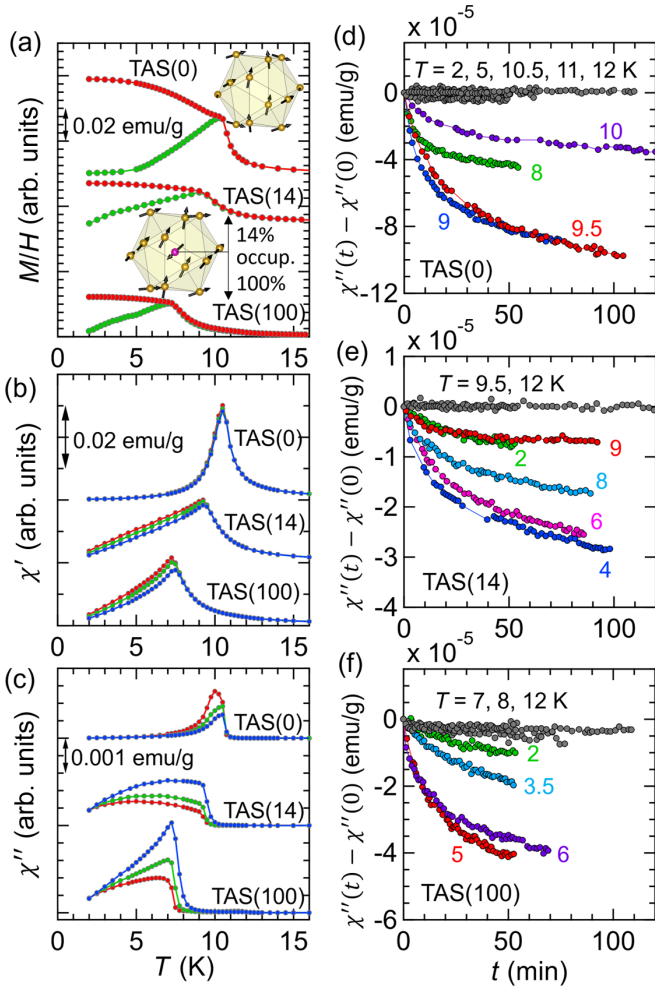 (a)
TAS(0)
0.02 emu/g
TAS(14)
14%
occup.
100%
TAS(100)
M/H (arb. units)
0 5 10 15
(b)
0.02 emu/g
TAS(0)
TAS(14)
TAS(100)
χ′ (arb. units)
0 5 10 15
(c)
TAS(0)
0.001 emu/g
TAS(14)
TAS(100)
χ″ (arb. units)
0 5 10 15
T (K)
(d)
x 10⁻⁵
T = 2, 5, 10.5, 11, 12 K
0
-4
-8
-12
10
8
9
9.5
TAS(0)
χ″(t) − χ″(0) (emu/g)
0 50 100
(e)
x 10⁻⁵
T = 9.5, 12 K
1
0
-1
-2
-3
-4
2
9
8
6
4
TAS(14)
χ″(t) − χ″(0) (emu/g)
0 40 80 120
(f)
x 10⁻⁵
T = 7, 8, 12 K
0
-2
-4
-6
2
3.5
5
6
TAS(100)
χ″(t) − χ″(0) (emu/g)
0 50 100
t (min)